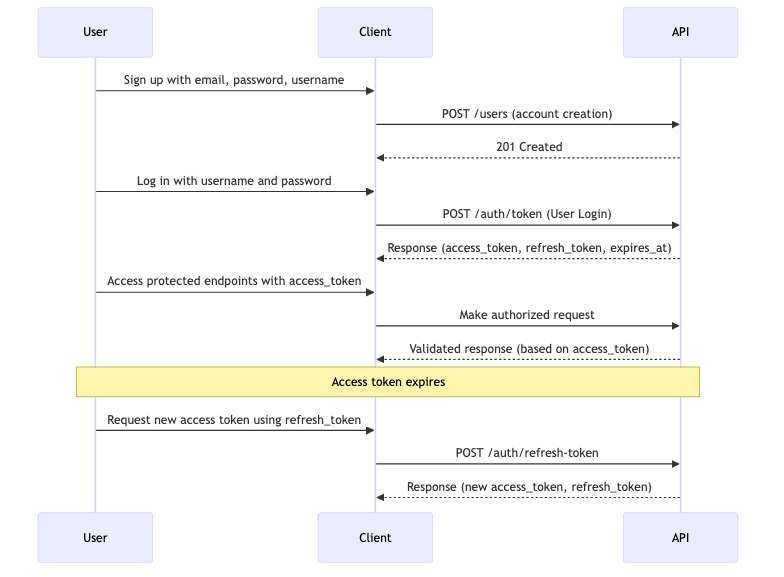 User
Client
API
Sign up with email, password, username
POST /users (account creation)
201 Created
Log in with username and password
POST /auth/token (User Login)
Response (access_token, refresh_token, expires_at)
Access protected endpoints with access_token
Make authorized request
Validated response (based on access_token)
Access token expires
Request new access token using refresh_token
POST /auth/refresh-token
Response (new access_token, refresh_token)
User
Client
API